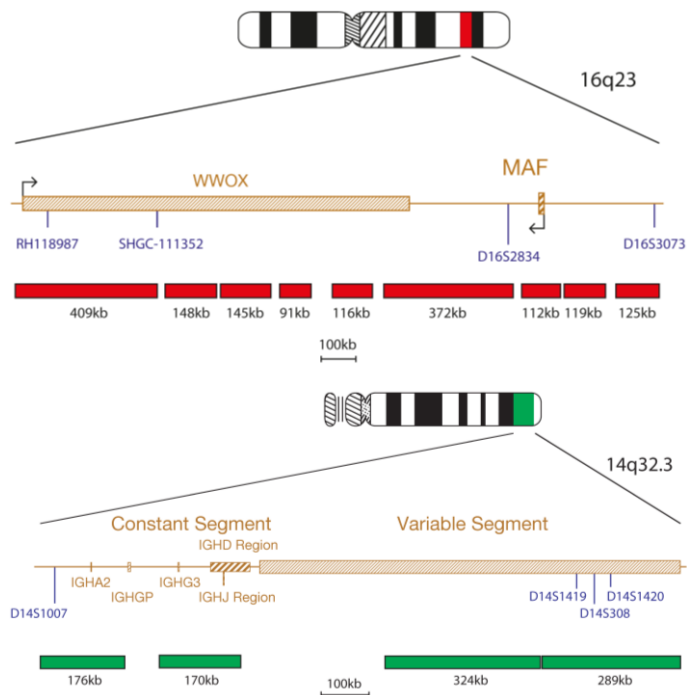 16q23
WWOX
MAF
RH118987
SHGC-111352
D16S2834
D16S3073
409kb
148kb
145kb
91kb
116kb
372kb
112kb
119kb
125kb
100kb
14q32.3
Constant Segment
Variable Segment
IGHD Region
IGHA2
IGHGP
IGHG3
IGHJ Region
D14S1007
D14S1419
D14S1420
D14S308
176kb
170kb
324kb
289kb
100kb